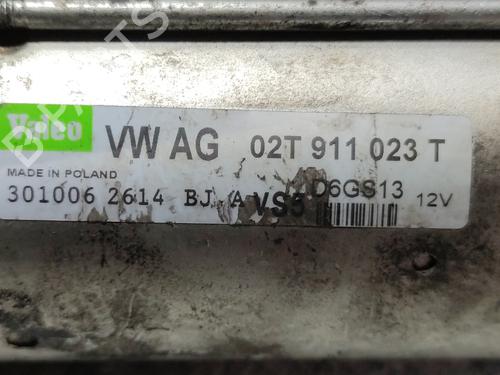 Valeo VW AG 02T 911 023 T
MADE IN POLAND D6GS13
301006 2614 BJ A VS5 12V